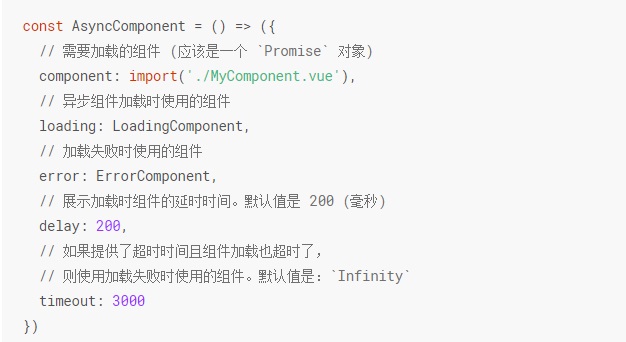 const AsyncComponent = () => ({
  // 需要加载的组件 (应该是一个 `Promise` 对象)
  component: import('./MyComponent.vue'),
  // 异步组件加载时使用的组件
  loading: LoadingComponent,
  // 加载失败时使用的组件
  error: ErrorComponent,
  // 展示加载时组件的延时时间。默认值是 200 (毫秒)
  delay: 200,
  // 如果提供了超时时间且组件加载也超时了，
  // 则使用加载失败时使用的组件。默认值是：`Infinity`
  timeout: 3000
})